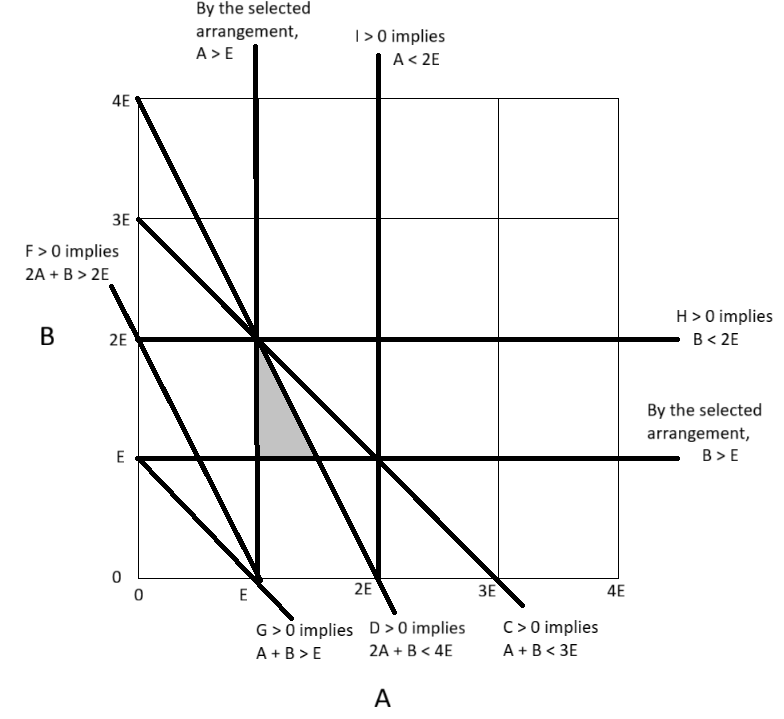 By the selected
arrangement,
A > E
I > 0 implies
A < 2E
4E
3E
F > 0 implies
2A + B > 2E
B
2E
H > 0 implies
B < 2E
By the selected
arrangement,
B > E
E
0
0
E
2E
3E
4E
G > 0 implies
A + B > E
D > 0 implies
2A + B < 4E
C > 0 implies
A + B < 3E
A